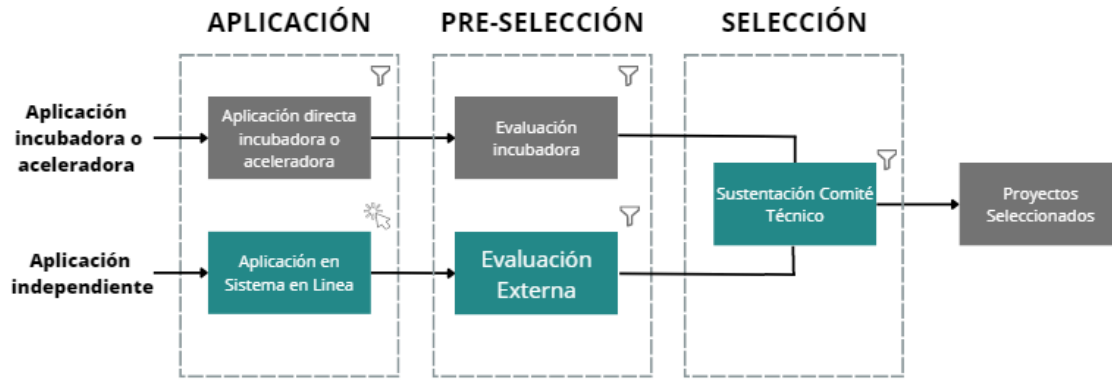 APLICACIÓN
PRE-SELECCIÓN
SELECCIÓN
Aplicación
incubadora o
aceleradora
Aplicación directa
incubadora o
aceleradora
Evaluación
incubadora
Sustentación Comité
Técnico
Proyectos
Seleccionados
Aplicación
independiente
Aplicación en
Sistema en Linea
Evaluación
Externa